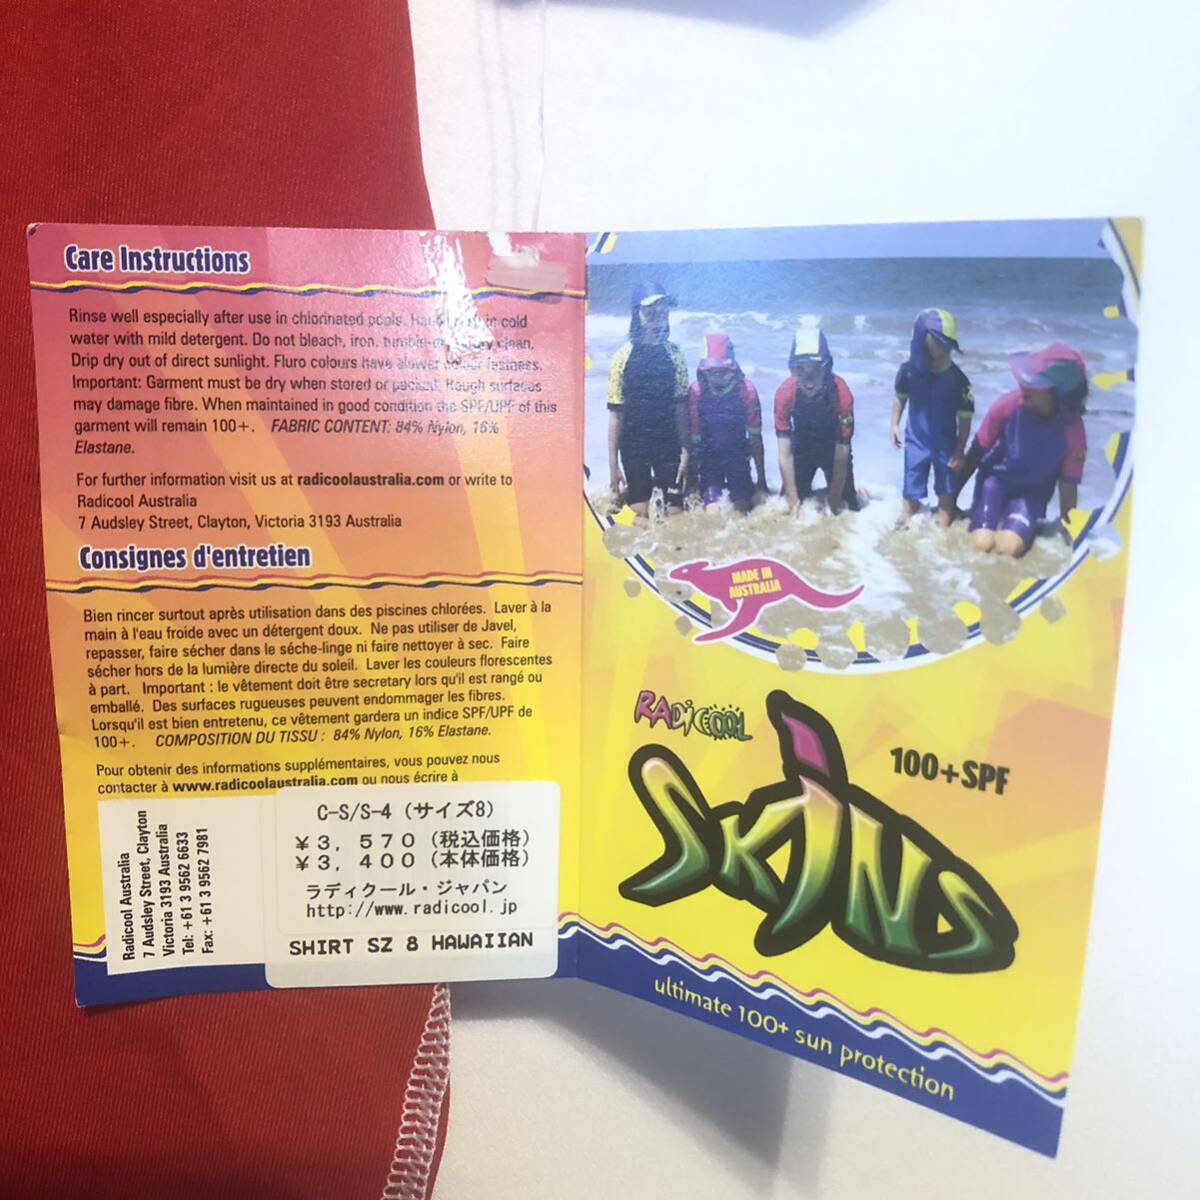 Care Instructions
Rinse well especially after use in chlorinated pools. Hand in cold
water with mild detergent. Do not bleach, iron, clean.
Drip dry out of direct sunlight. Fluro colours have slower colour fastness.
Important: Garment must be dry when stored or packed. Rough surfaces
may damage fibre. When maintained in good condition the SPF/UPF of this
garment will remain 100+. FABRIC CONTENT: 84% Nylon, 16%
Elastane.
For further information visit us at radicoolaustralia.com or write to
Radicool Australia
7 Audsley Street, Clayton, Victoria 3193 Australia
Consignes d'entretien
Bien rincer surtout après utilisation dans des piscines chlorées. Laver à la
main à l'eau froide avec un détergent doux. Ne pas utiliser de Javel,
repasser, faire sécher dans le séche-linge ni faire nettoyer à sec. Faire
sécher hors de la lumière directe du soleil. Laver les couleurs florescentes
à part. Important : le vêtement doit être secretary lors qu'il est rangé ou
emballé. Des surfaces rugueuses peuvent endommager les fibres.
Lorsqu'il est bien entretenu, ce vêtement gardera un indice SPF/UPF de
100+. COMPOSITION DU TISSU : 84% Nylon, 16% Elastane.
Pour obtenir des informations supplémentaires, vous pouvez nous
contacter à www.radicoolaustralia.com ou nous écrire à
Radicool Australia
7 Audsley Street, Clayton
Victoria 3193 Australia
Tel: +61 3 9562 6633
Fax: +61 3 9562 7981
C-S/S-4 (サイズ8)
￥3,570 (税込価格)
￥3,400 (本体価格)
ラディクール・ジャパン
http://www.radicool.jp
SHIRT SZ 8 HAWAIIAN
MADE IN
AUSTRALIA
RADICOOL
100+SPF
SKINS
ultimate 100+ sun protection